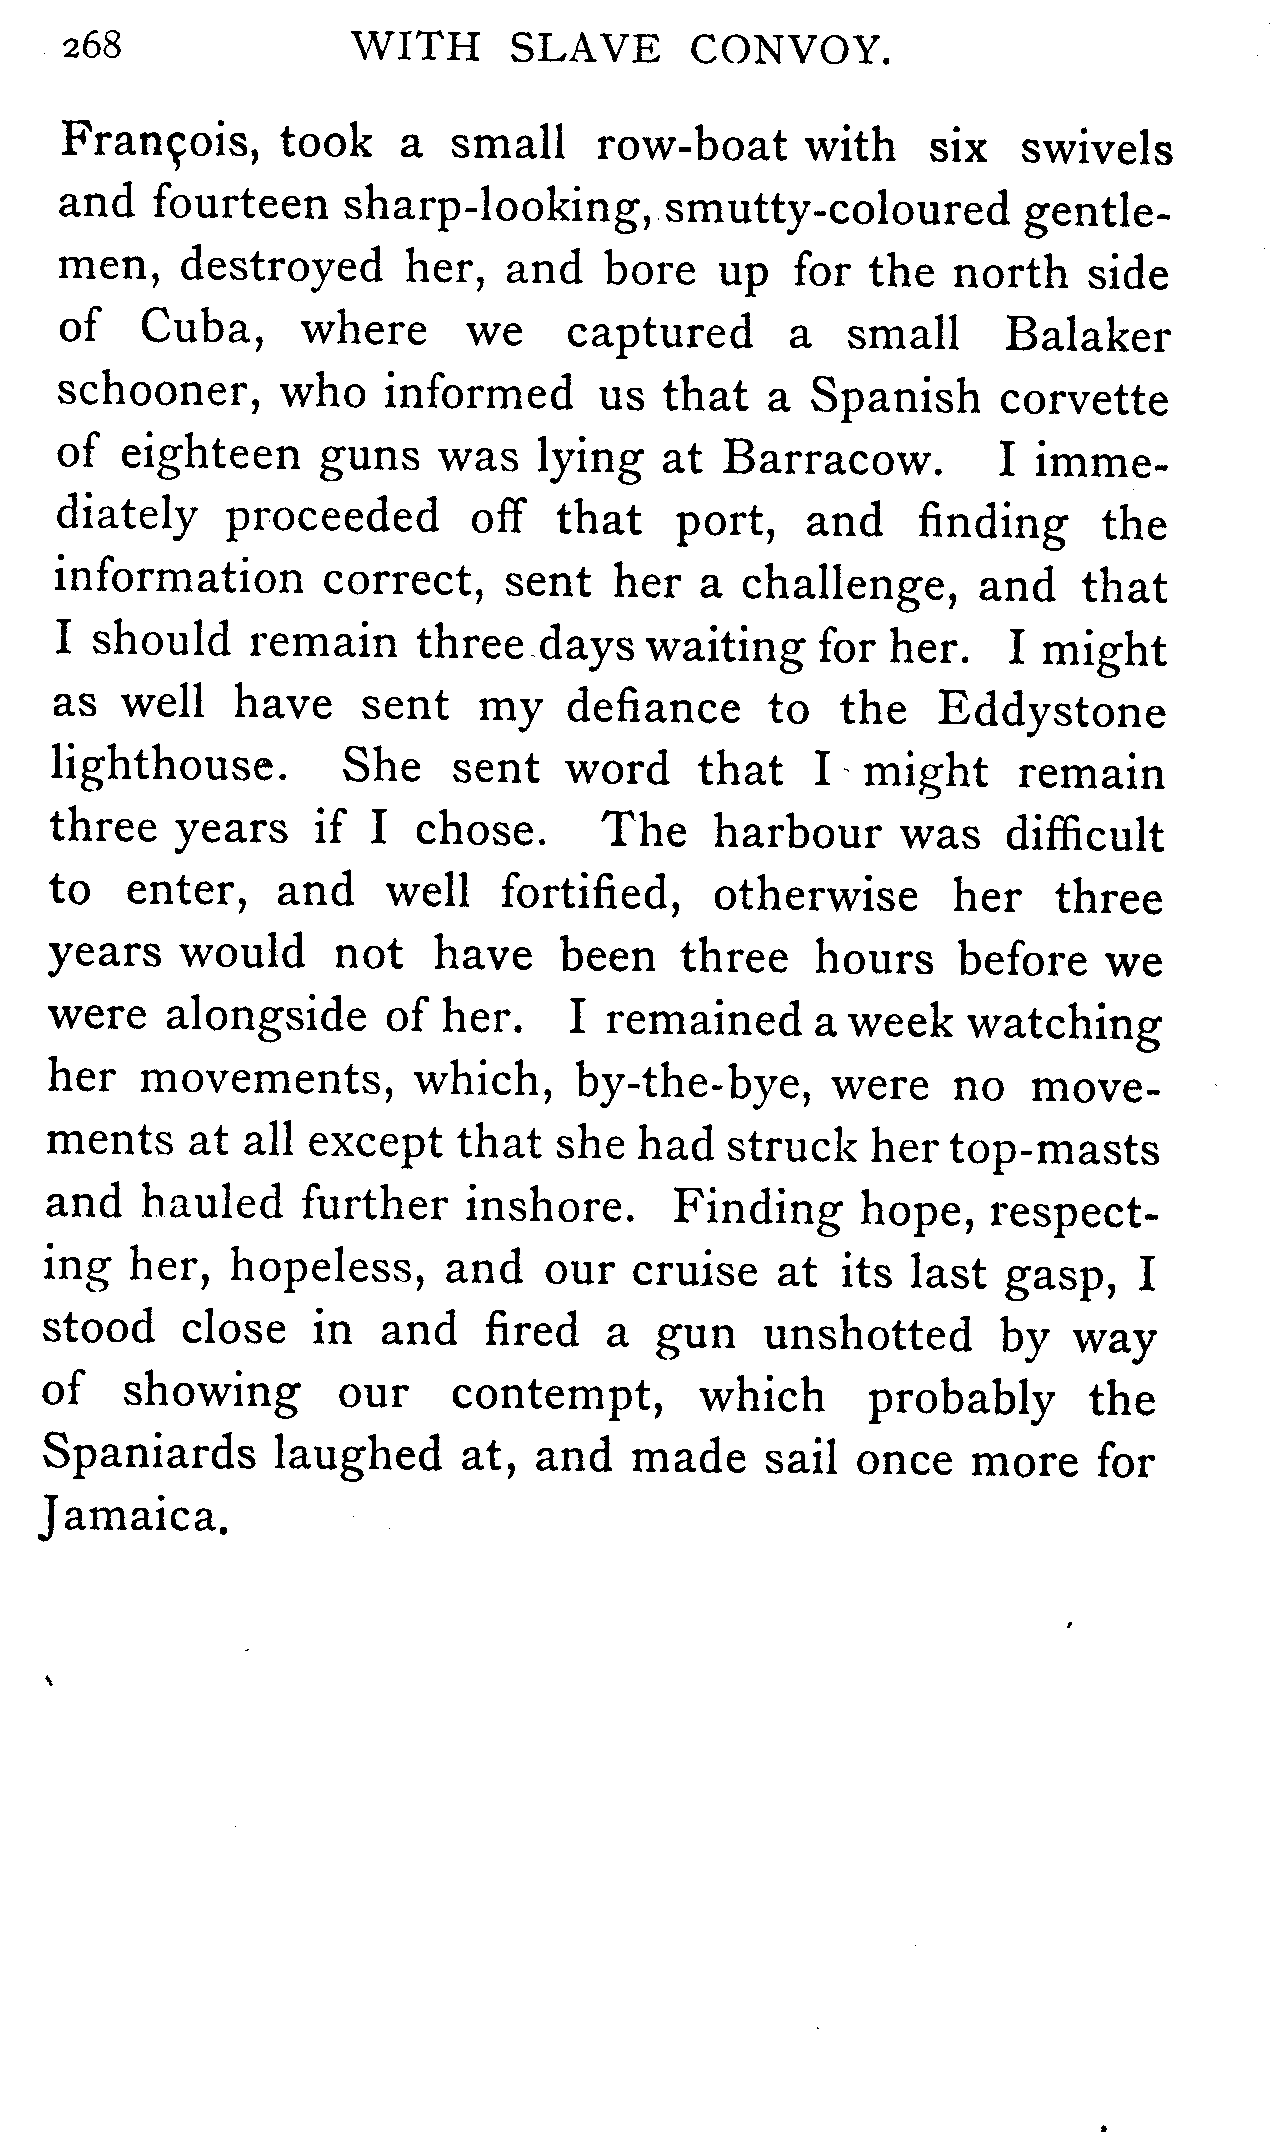 268 WITH SLAVE CONVOY.
François, took a small row-boat with six swivels
and fourteen sharp-looking, smutty-coloured gentle-
men, destroyed her, and bore up for the north side
of Cuba, where we captured a small Balaker
schooner, who informed us that a Spanish corvette
of eighteen guns was lying at Barracow. I imme-
diately proceeded off that port, and finding the
information correct, sent her a challenge, and that
I should remain three days waiting for her. I might
as well have sent my defiance to the Eddystone
lighthouse. She sent word that I might remain
three years if I chose. The harbour was difficult
to enter, and well fortified, otherwise her three
years would not have been three hours before we
were alongside of her. I remained a week watching
her movements, which, by-the-bye, were no move-
ments at all except that she had struck her top-masts
and hauled further inshore. Finding hope, respect-
ing her, hopeless, and our cruise at its last gasp, I
stood close in and fired a gun unshotted by way
of showing our contempt, which probably the
Spaniards laughed at, and made sail once more for
Jamaica.